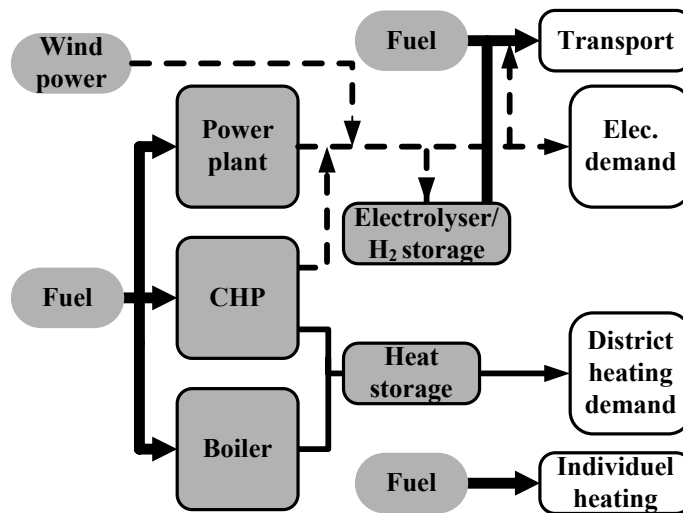 Wind
power
Fuel
Transport
Power
plant
Elec.
demand
Electrolyser/
H₂ storage
Fuel
CHP
Heat
storage
District
heating
demand
Boiler
Fuel
Individuel
heating